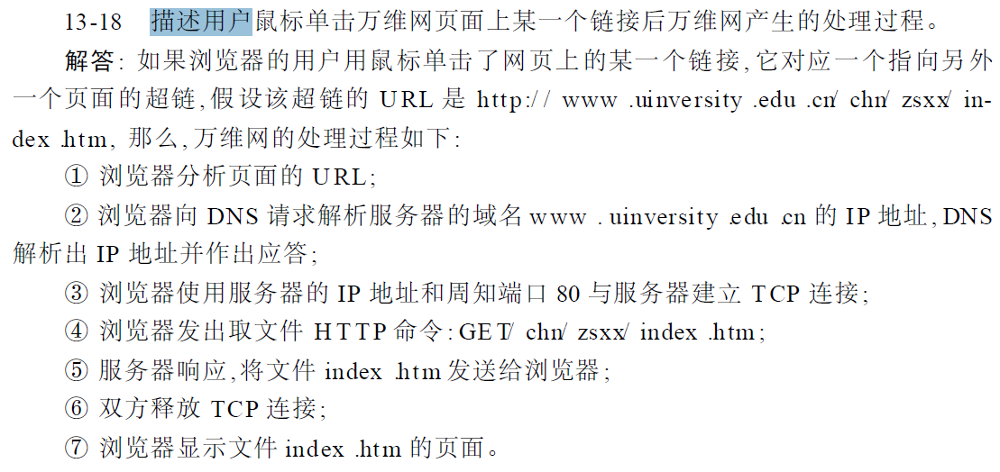 13-18 描述用户鼠标单击万维网页面上某一个链接后万维网产生的处理过程。
解答: 如果浏览器的用户用鼠标单击了网页上的某一个链接,它对应一个指向另外
一个页面的超链,假设该超链的 URL 是 http:// www .uinversity .edu .cn/ chn/ zsxx/ in-
dex .htm, 那么,万维网的处理过程如下:
① 浏览器分析页面的 URL;
② 浏览器向 DNS 请求解析服务器的域名 www . uinversity .edu .cn 的 IP 地址,DNS
解析出 IP 地址并作出应答;
③ 浏览器使用服务器的 IP 地址和周知端口 80 与服务器建立 TCP 连接;
④ 浏览器发出取文件 HTTP 命令:GET/ chn/ zsxx/ index .htm;
⑤ 服务器响应,将文件 index .htm 发送给浏览器;
⑥ 双方释放 TCP 连接;
⑦ 浏览器显示文件 index .htm 的页面。